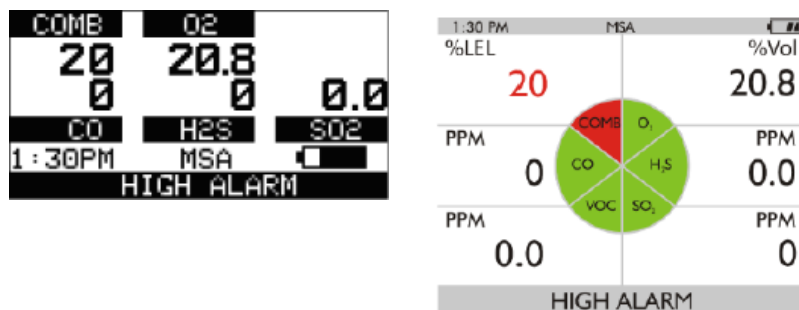 COMB O2
20 20.8
0 0 0.0
CO H2S SO2
1:30PM MSA
HIGH ALARM
1:30 PM MSA
%LEL %Vol
20 20.8
COMB O₂
PPM PPM
0 0.0
CO H₂S
VOC SO₂
PPM PPM
0.0 0
HIGH ALARM